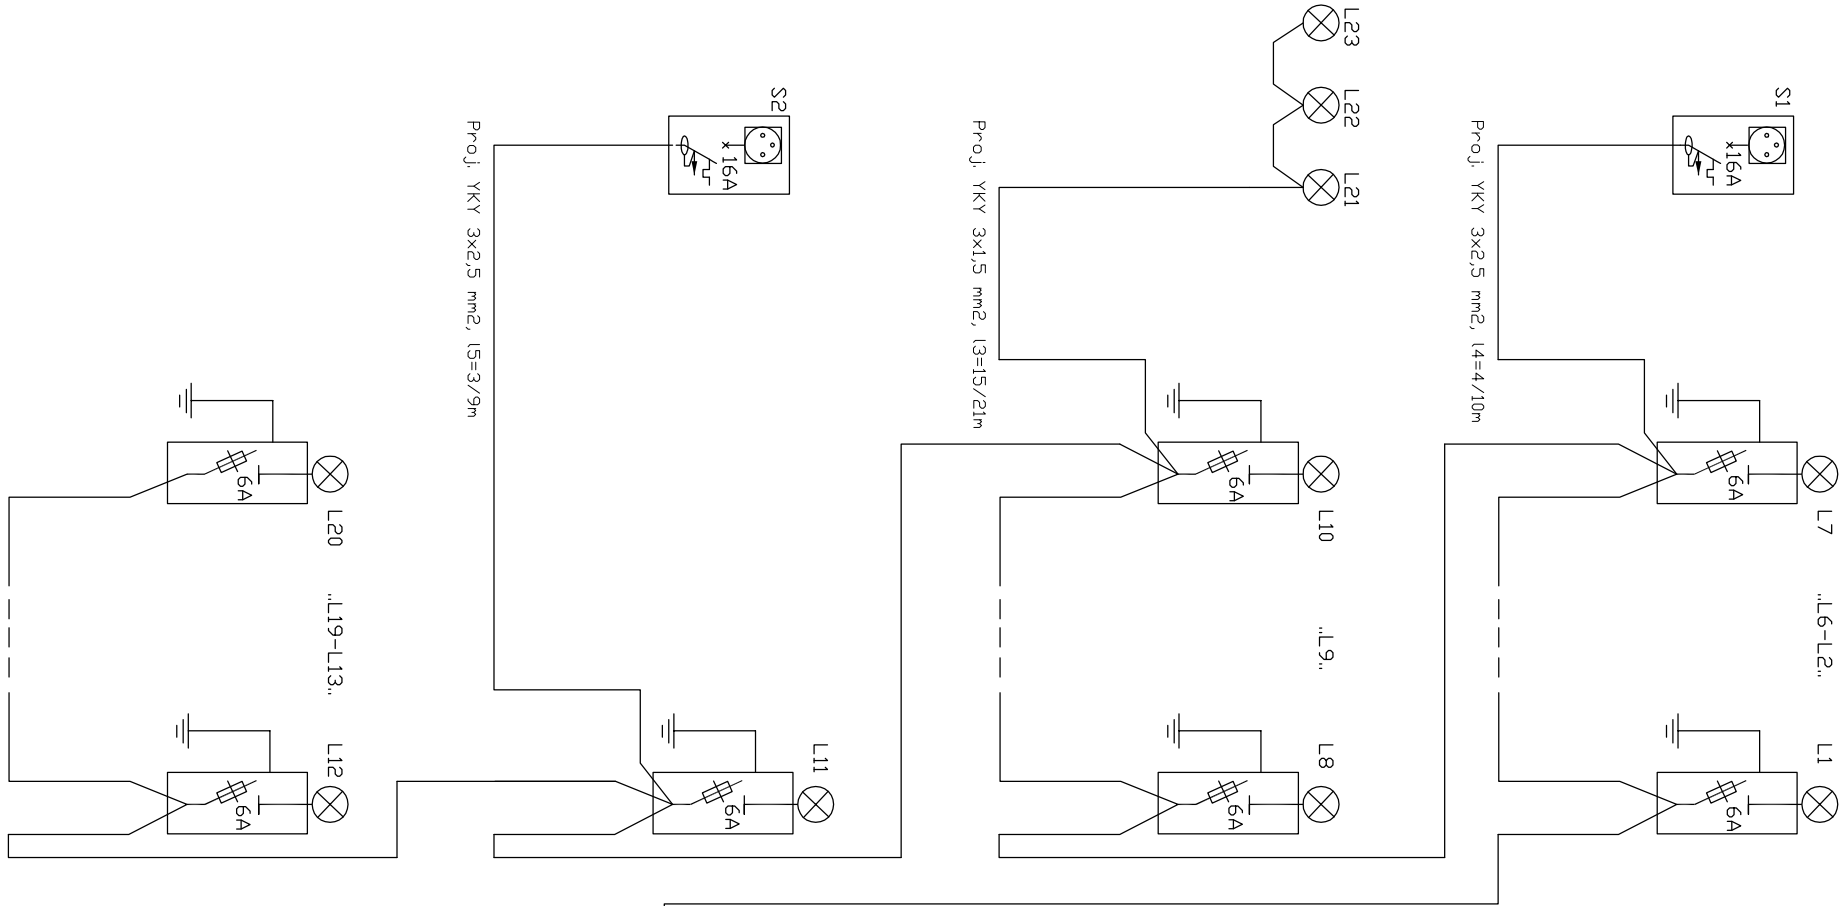 L7
„L6-L2„
L1
S1
16A
6A
6A
Proj. YKY 3x2,5 mm2, l4=4/10m
L23
L22
L21
L10
„L9„
L8
6A
6A
Proj. YKY 3x1,5 mm2, l3=15/21m
L11
S2
16A
6A
Proj. YKY 3x2,5 mm2, l5=3/9m
L20
„L19-L13„
L12
6A
6A